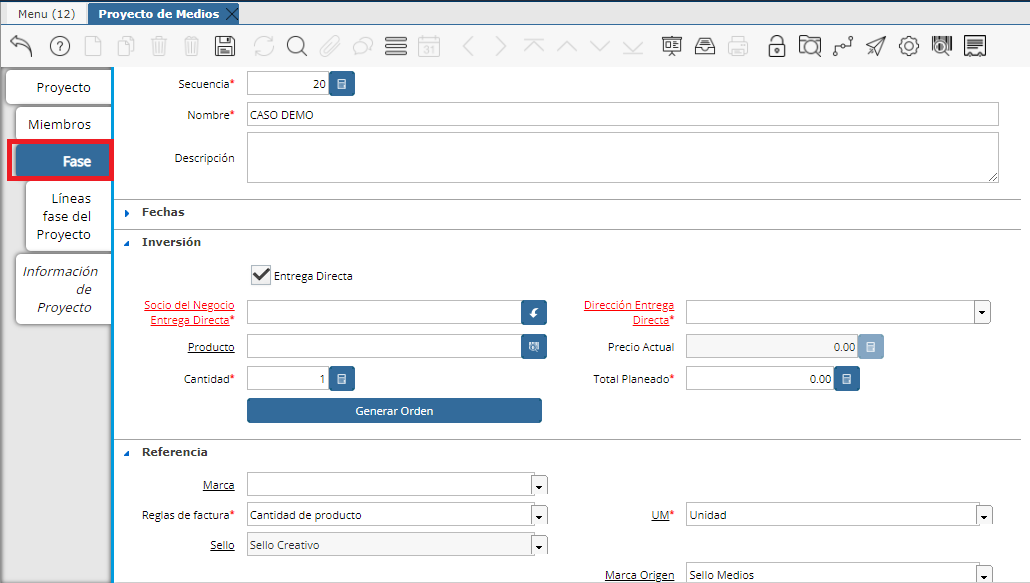 Menu (12)
Proyecto de Medios
31
Proyecto
Miembros
Fase
Líneas
fase del
Proyecto
Información
de
Proyecto
Secuencia* 20
Nombre* CASO DEMO
Descripción
Fechas
Inversión
Entrega Directa
Socio del Negocio
Entrega Directa*
Dirección Entrega
Directa*
Producto
Precio Actual 0.00
Cantidad* 1
Total Planeado* 0.00
Generar Orden
Referencia
Marca
Reglas de factura* Cantidad de producto
UM* Unidad
Sello Sello Creativo
Marca Origen Sello Medios